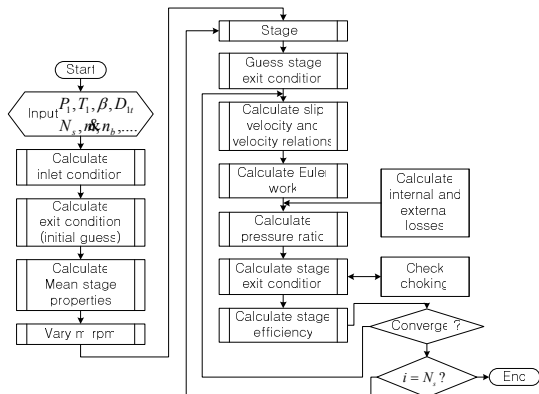 Start
Input P1, T1, β, D1t
Ns, nb,....
Calculate
inlet condition
Calculate
exit condition
(initial guess)
Calculate
Mean stage
properties
Vary m, rpm
Stage
Guess stage
exit condition
Calculate slip
velocity and
velocity relations
Calculate Euler
work
Calculate
pressure ratio
Calculate stage
exit condition
Calculate stage
efficiency
Calculate
internal and
external
losses
Check
choking
Converge ?
i = Ns ?
End